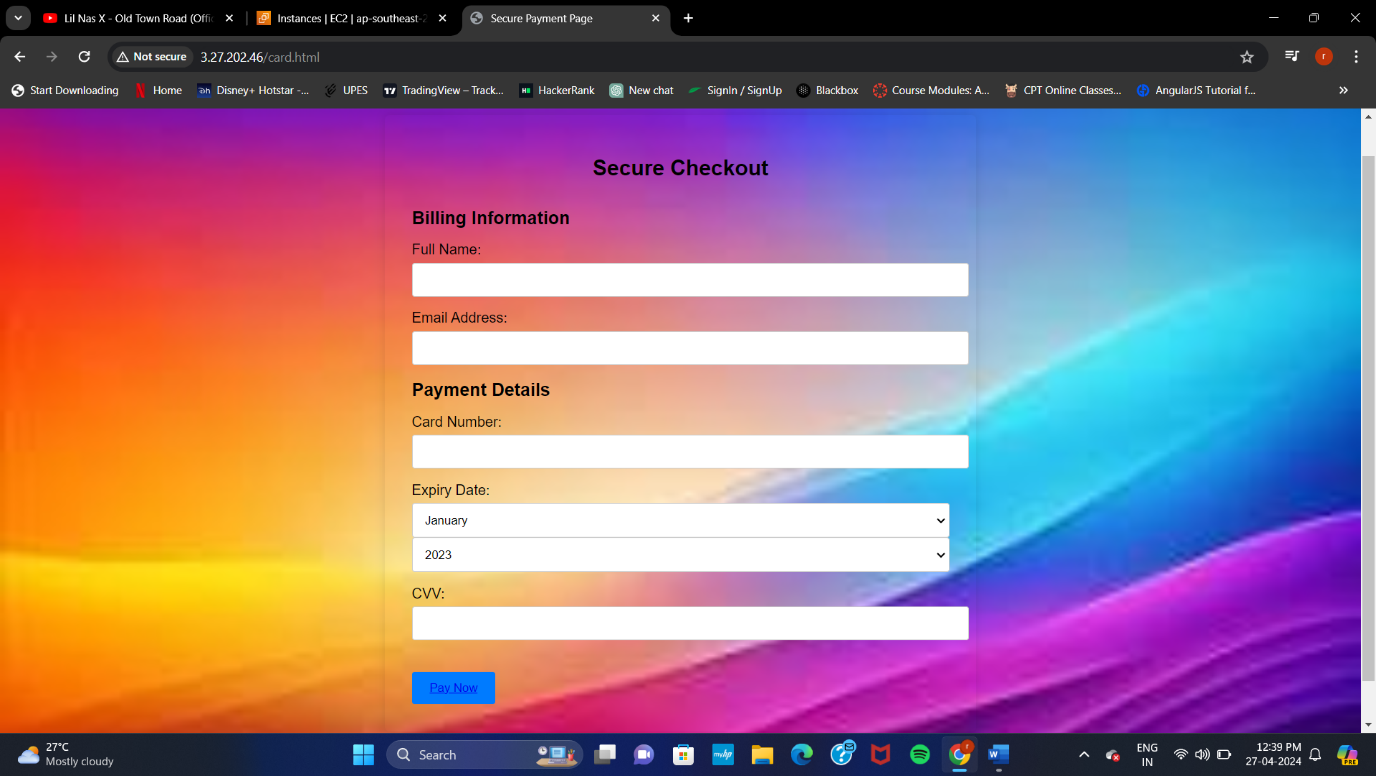 Lil Nas X - Old Town Road (Offic
Instances | EC2 | ap-southeast-2
Secure Payment Page
Not secure
3.27.202.46/card.html
r
Start Downloading
Home
Disney+ Hotstar -...
UPES
TradingView – Track...
HackerRank
New chat
SignIn / SignUp
Blackbox
Course Modules: A...
CPT Online Classes...
AngularJS Tutorial f...
Secure Checkout
Billing Information
Full Name:
Email Address:
Payment Details
Card Number:
Expiry Date:
January
2023
CVV:
Pay Now
27°C
Mostly cloudy
Search
myhp
W
ENG
IN
12:39 PM
27-04-2024
PRE